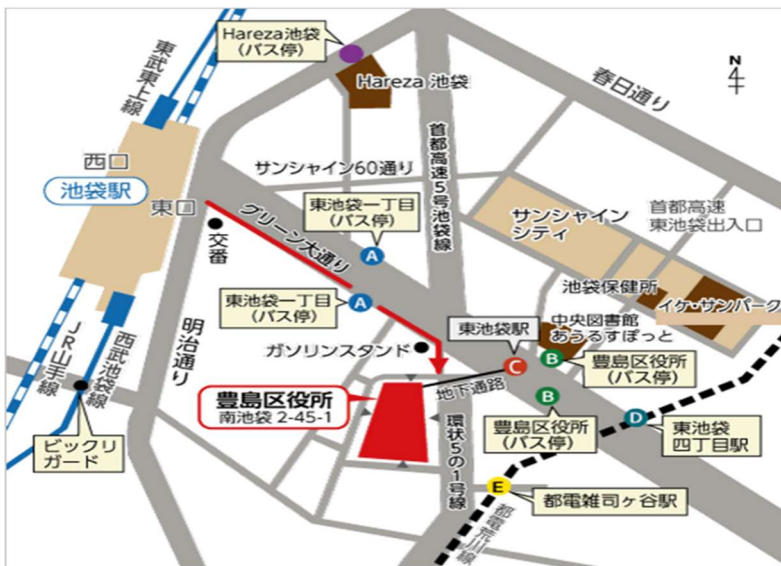 Hareza池袋
(バス停)
Hareza 池袋
N
東武東上線
春日通り
西口
池袋駅
東口
サンシャイン60通り
首都高速5号池袋線
東池袋一丁目
(バス停)
A
グリーン大通り
交番
サンシャイン
シティ
首都高速
東池袋出入口
池袋保健所
イケ・サンパーク
東池袋一丁目
(バス停)
A
明治通り
JR山手線
西武池袋線
ガソリンスタンド
東池袋駅
C
中央図書館
あうるすぽっと
B
豊島区役所
(バス停)
豊島区役所
南池袋 2-45-1
地下通路
B
豊島区役所
(バス停)
D
東池袋
四丁目駅
環状5の1号線
ビックリ
ガード
E
都電雑司ヶ谷駅
都電荒川線